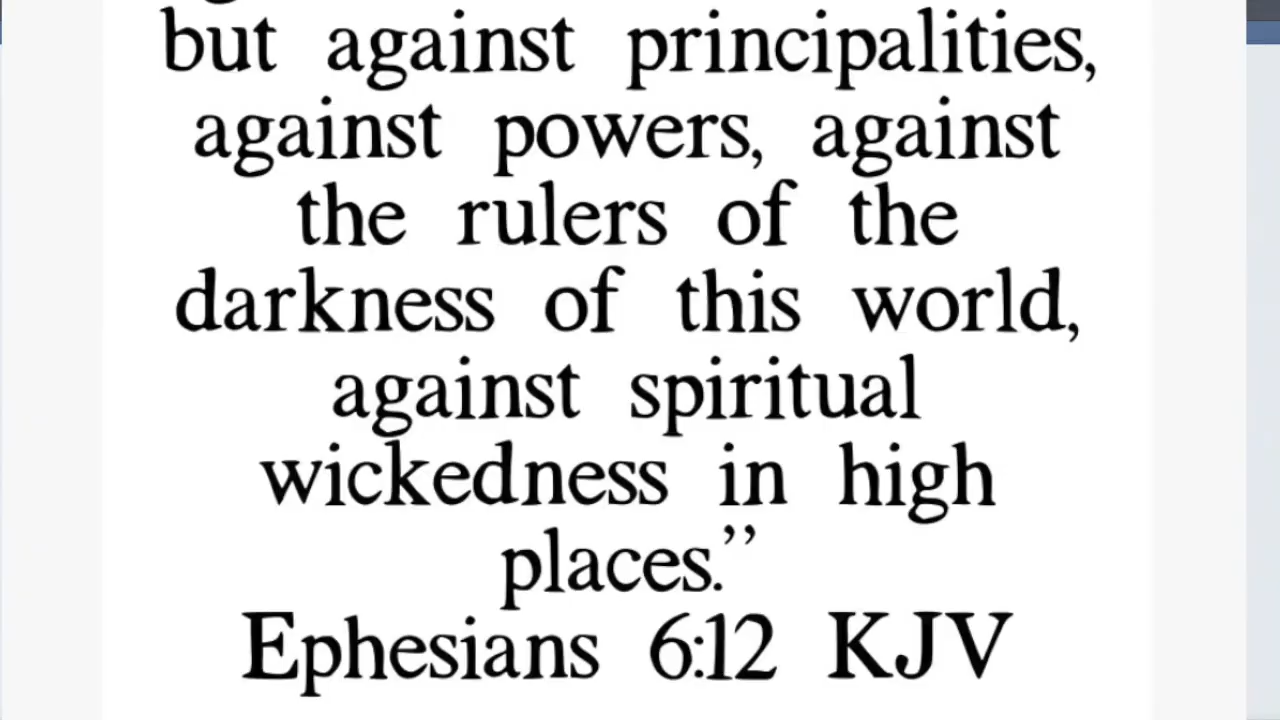 but against principalities,
against powers, against
the rulers of the
darkness of this world,
against spiritual
wickedness in high
places.”
Ephesians 6:12 KJV